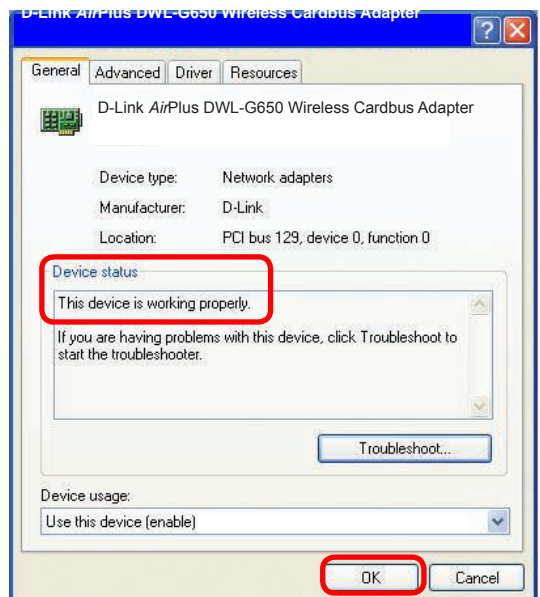 D-Link AirPlus DWL-G650 Wireless Cardbus Adapter
General Advanced Driver Resources
D-Link AirPlus DWL-G650 Wireless Cardbus Adapter
Device type: Network adapters
Manufacturer: D-Link
Location: PCI bus 129, device 0, function 0
Device status
This device is working properly.
If you are having problems with this device, click Troubleshoot to
start the troubleshooter.
Troubleshoot...
Device usage:
Use this device (enable)
OK Cancel